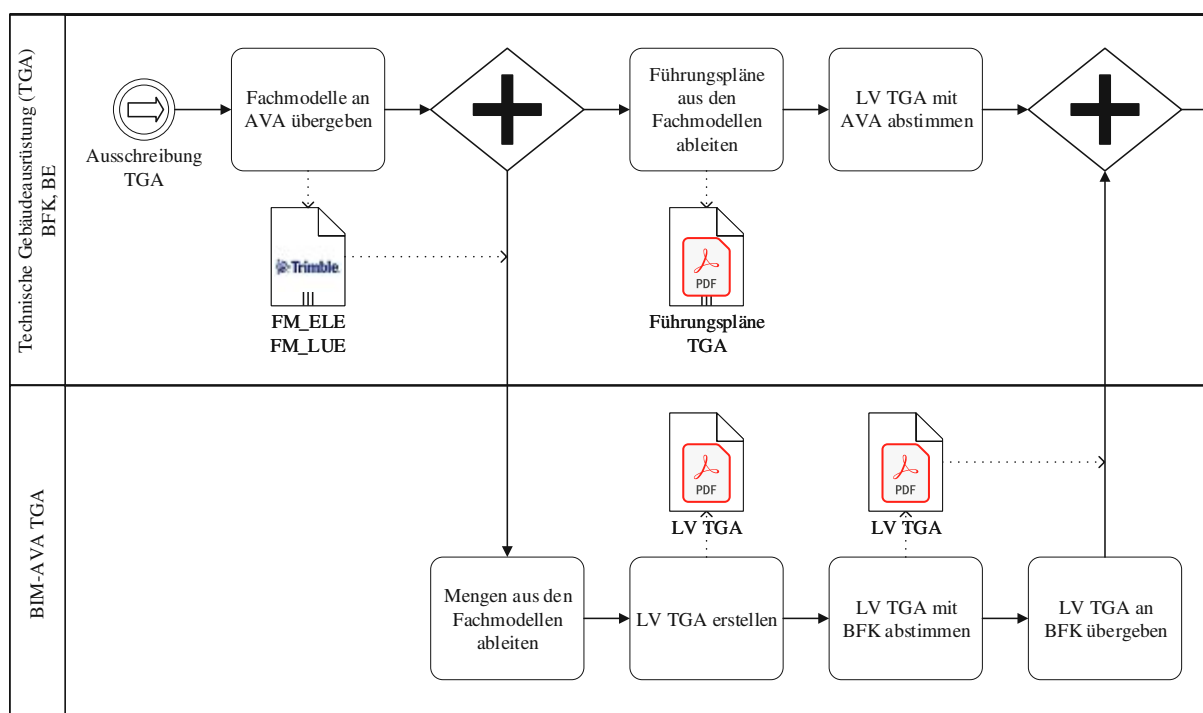 Technische Gebäudeausrüstung (TGA)
BFK, BE
Ausschreibung
TGA
Fachmodelle an
AVA übergeben
Trimble
FM_ELE
FM_LUE
Führungspläne
aus den
Fachmodellen
ableiten
PDF
Führungspläne
TGA
LV TGA mit
AVA abstimmen
BIM-AVA TGA
Mengen aus den
Fachmodellen
ableiten
PDF
LV TGA
LV TGA erstellen
PDF
LV TGA
LV TGA mit
BFK abstimmen
LV TGA an
BFK übergeben